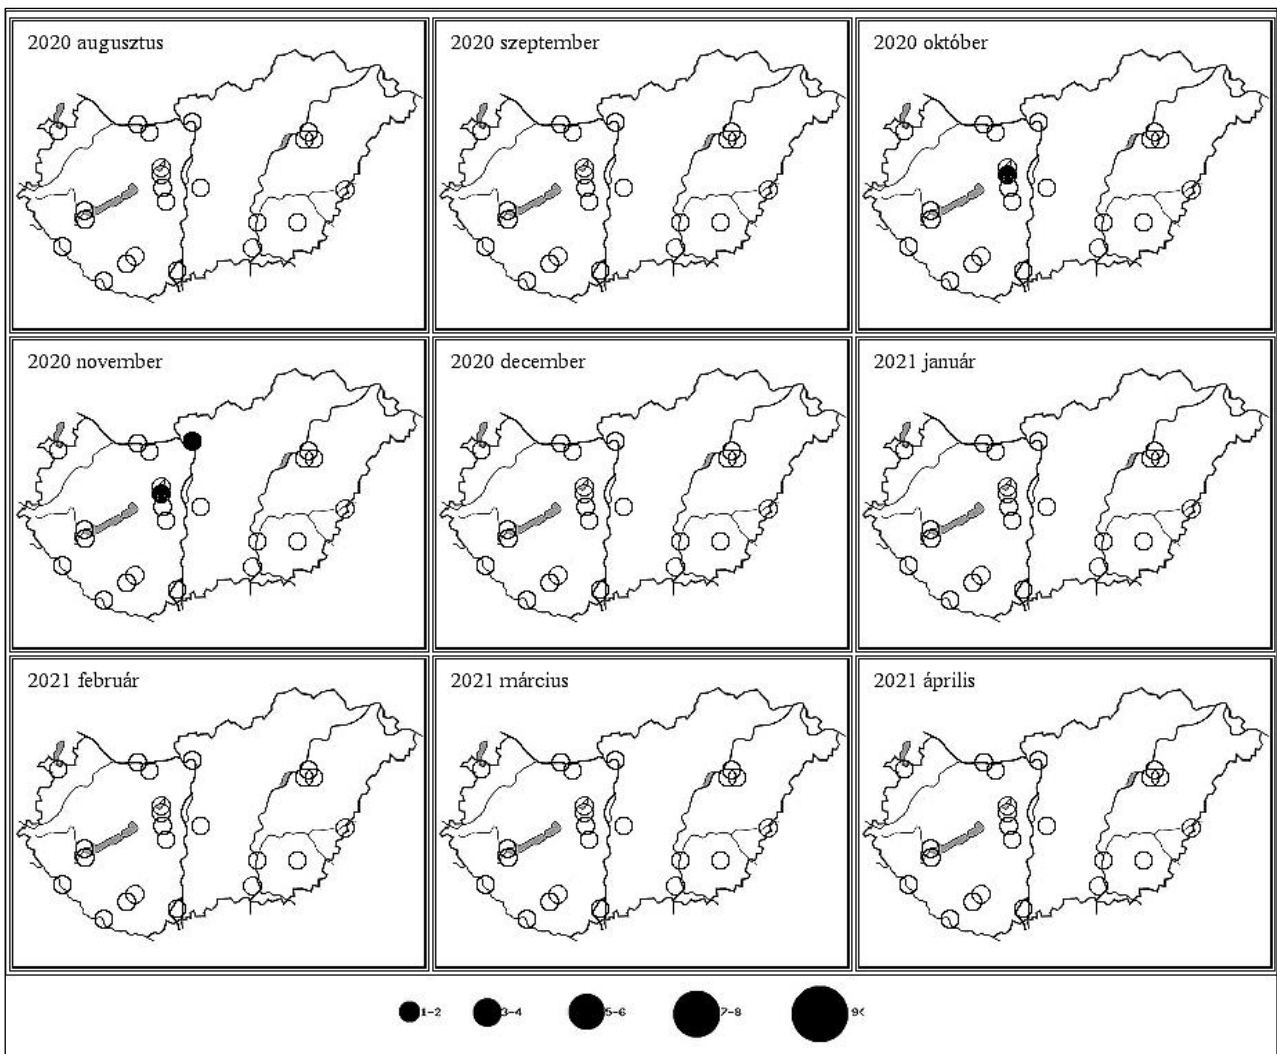 2020 augusztus
2020 szeptember
2020 október
2020 november
2020 december
2021 január
2021 február
2021 március
2021 április
1-2 3-4 5-6 7-8 9<